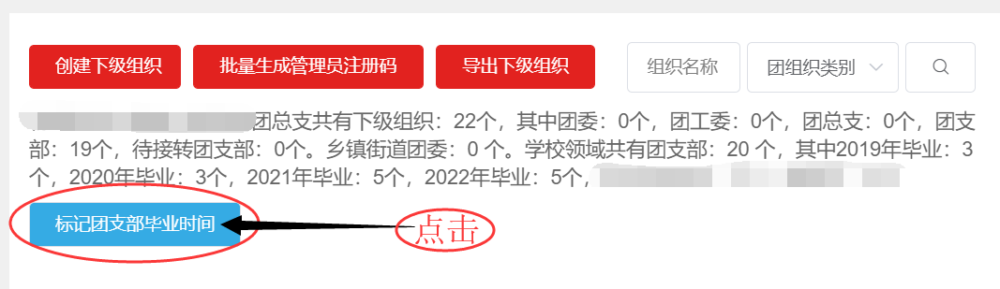 创建下级组织 批量生成管理员注册码 导出下级组织 组织名称 团组织类别
团总支共有下级组织：22个，其中团委：0个，团工委：0个，团总支：0个，团支
部：19个，待接转团支部：0个。乡镇街道团委：0 个。学校领域共有团支部：20 个，其中2019年毕业：3
个，2020年毕业：3个，2021年毕业：5个，2022年毕业：5个，
标记团支部毕业时间 点击